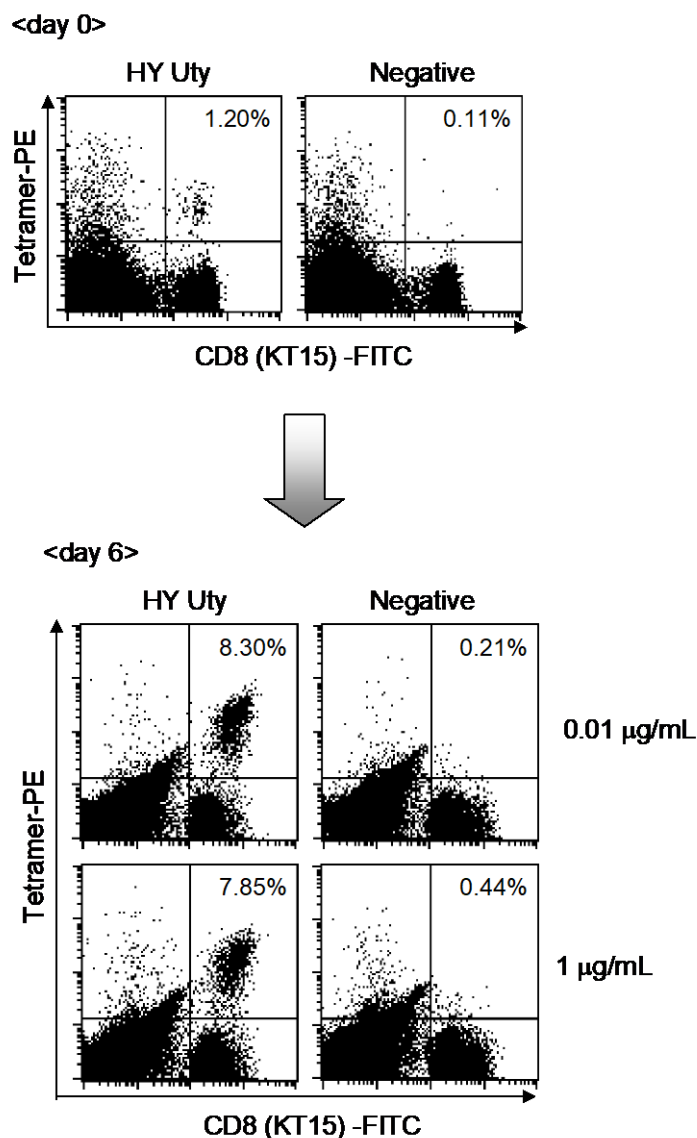 <day 0>
HY Uty Negative
1.20% 0.11%
Tetramer-PE
CD8 (KT15) -FITC
<day 6>
HY Uty Negative
8.30% 0.21%
0.01 μg/mL
7.85% 0.44%
1 μg/mL
Tetramer-PE
CD8 (KT15) -FITC